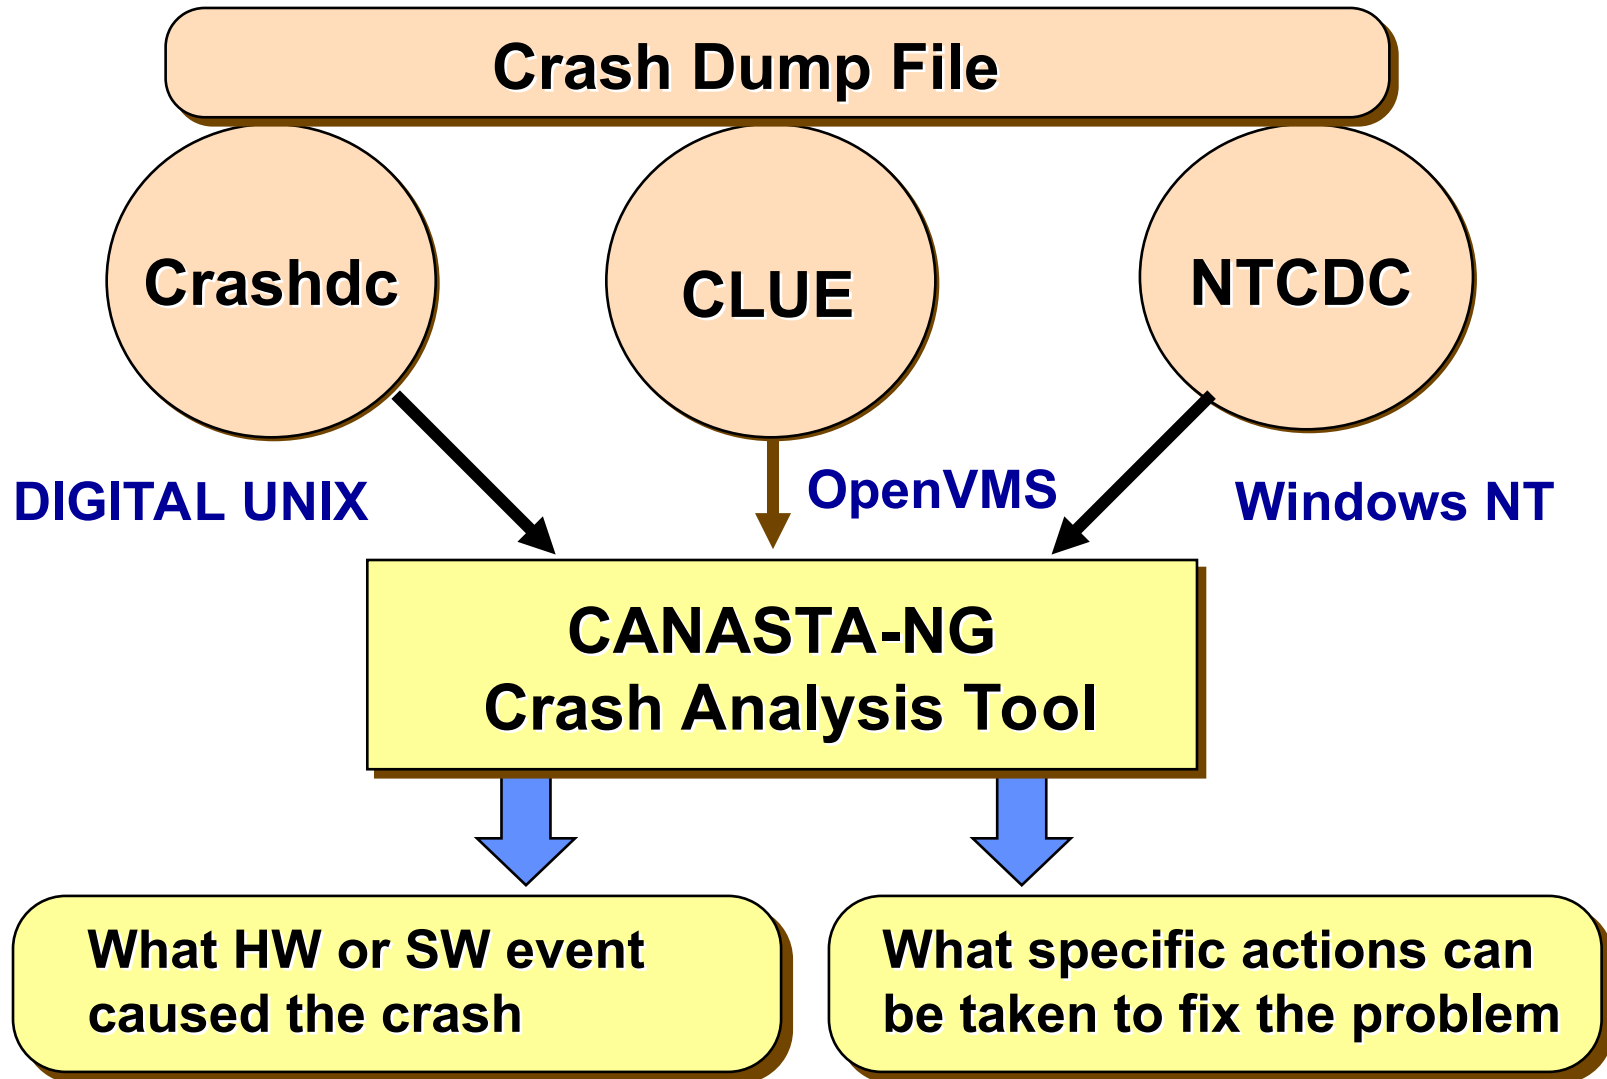 Crash Dump File
Crashdc
CLUE
NTCDC
DIGITAL UNIX
OpenVMS
Windows NT
CANASTA-NG
Crash Analysis Tool
What HW or SW event
caused the crash
What specific actions can
be taken to fix the problem